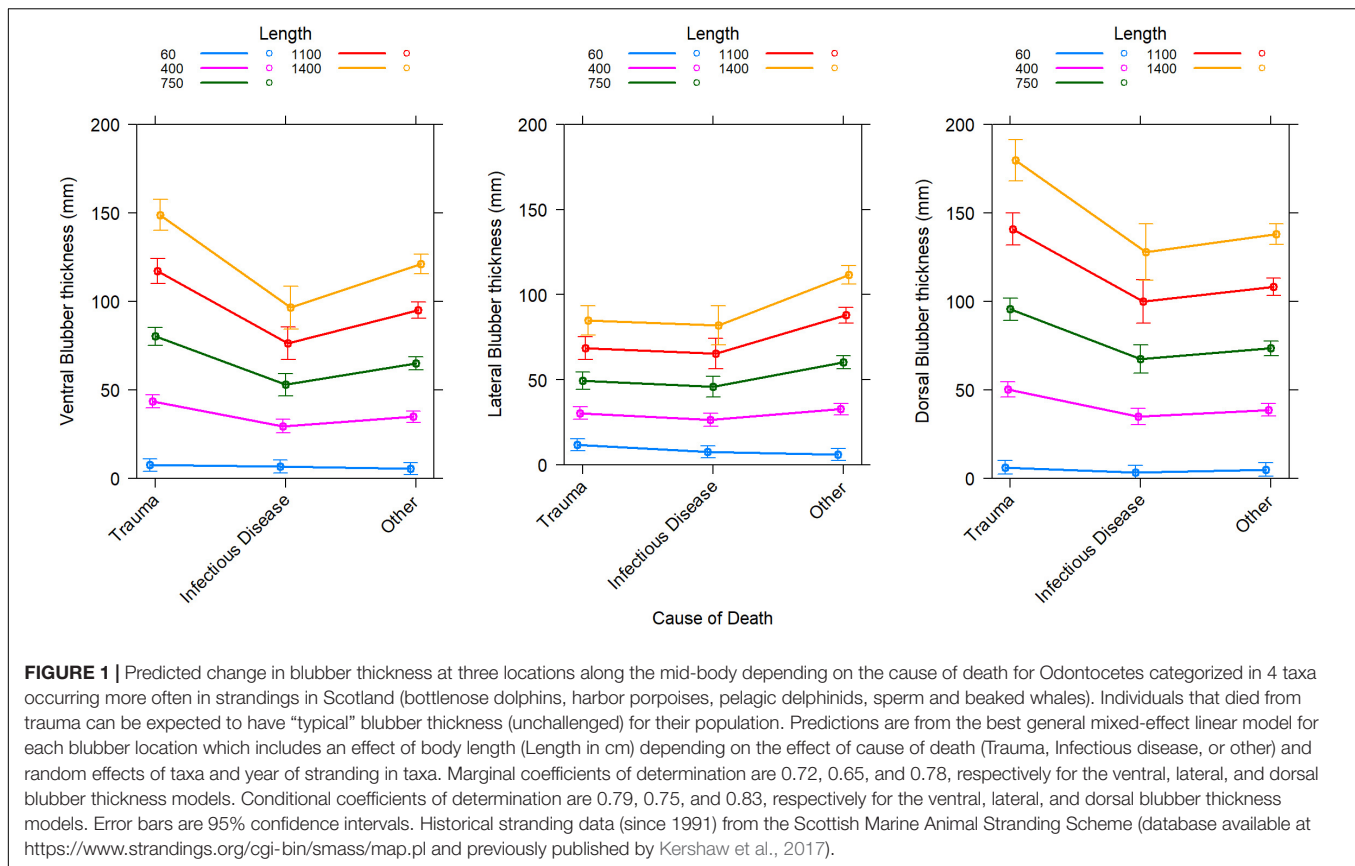 Length
60 1100
400 1400
750
Length
60 1100
400 1400
750
Length
60 1100
400 1400
750
Ventral Blubber thickness (mm)
200
150
100
50
0
Trauma
Infectious Disease
Other
Lateral Blubber thickness (mm)
200
150
100
50
0
Trauma
Infectious Disease
Other
Dorsal Blubber thickness (mm)
200
150
100
50
0
Trauma
Infectious Disease
Other
Cause of Death
FIGURE 1 | Predicted change in blubber thickness at three locations along the mid-body depending on the cause of death for Odontocetes categorized in 4 taxa
occurring more often in strandings in Scotland (bottlenose dolphins, harbor porpoises, pelagic delphinids, sperm and beaked whales). Individuals that died from
trauma can be expected to have “typical” blubber thickness (unchallenged) for their population. Predictions are from the best general mixed-effect linear model for
each blubber location which includes an effect of body length (Length in cm) depending on the effect of cause of death (Trauma, Infectious disease, or other) and
random effects of taxa and year of stranding in taxa. Marginal coefficients of determination are 0.72, 0.65, and 0.78, respectively for the ventral, lateral, and dorsal
blubber thickness models. Conditional coefficients of determination are 0.79, 0.75, and 0.83, respectively for the ventral, lateral, and dorsal blubber thickness
models. Error bars are 95% confidence intervals. Historical stranding data (since 1991) from the Scottish Marine Animal Stranding Scheme (database available at
https://www.strandings.org/cgi-bin/smass/map.pl and previously published by Kershaw et al., 2017).